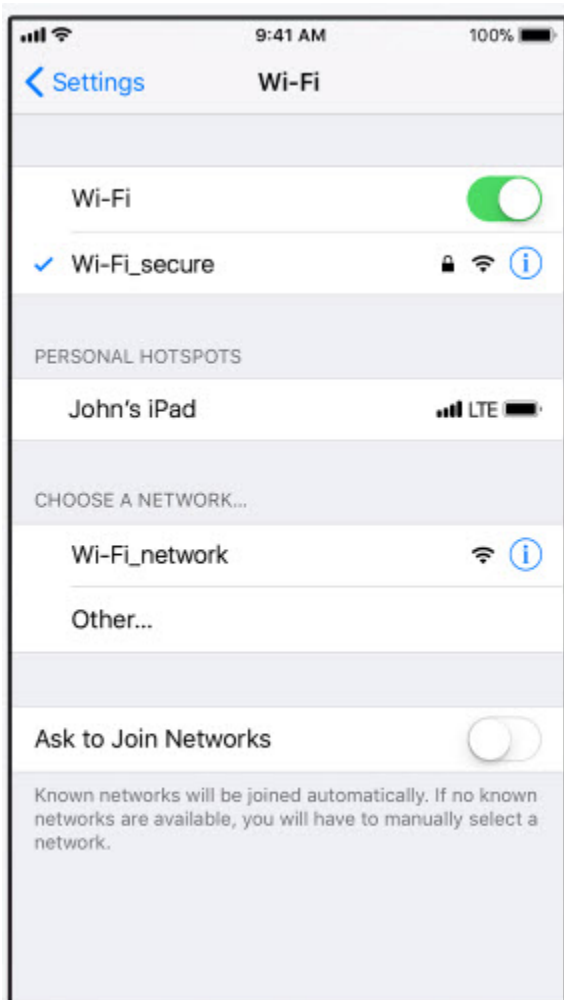 9:41 AM 100%
Settings Wi-Fi
Wi-Fi
Wi-Fi_secure
PERSONAL HOTSPOTS
John's iPad LTE
CHOOSE A NETWORK...
Wi-Fi_network
Other...
Ask to Join Networks
Known networks will be joined automatically. If no known
networks are available, you will have to manually select a
network.